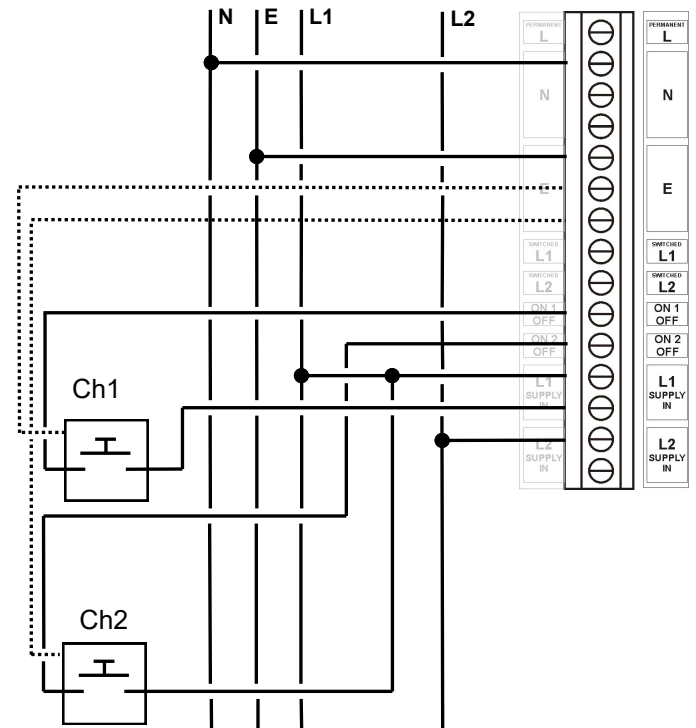 N E L1 L2
PERMANENT
L
N
E
SWITCHED
L1
SWITCHED
L2
ON 1
OFF
ON 2
OFF
L1
SUPPLY
IN
L2
SUPPLY
IN
PERMANENT
L
N
E
SWITCHED
L1
SWITCHED
L2
ON 1
OFF
ON 2
OFF
L1
SUPPLY
IN
L2
SUPPLY
IN
Ch1
Ch2